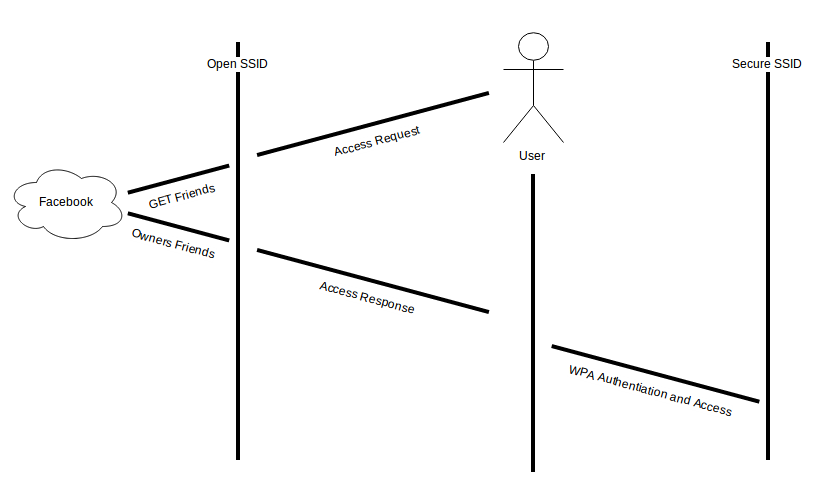 Open SSID
Secure SSID
Access Request
User
GET Friends
Facebook
Owners Friends
Access Response
WPA Authentiation and Access